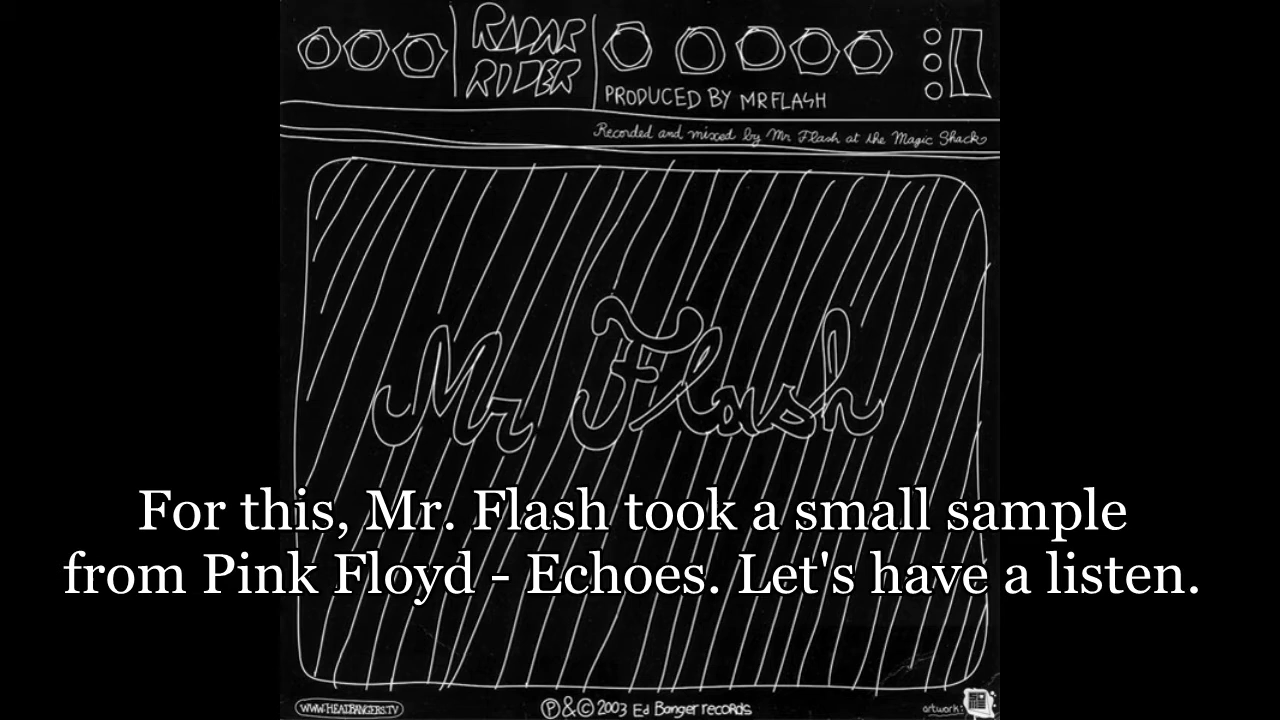 RADAR
RIDER
PRODUCED BY MR FLASH
Recorded and mixed by Mr Flash at the Magic Shack
Mr Flash
For this, Mr. Flash took a small sample
from Pink Floyd - Echoes. Let's have a listen.
WWW.HEADBANGERS.TV
Ⓟ & © 2003 Ed Banger records
artwork: